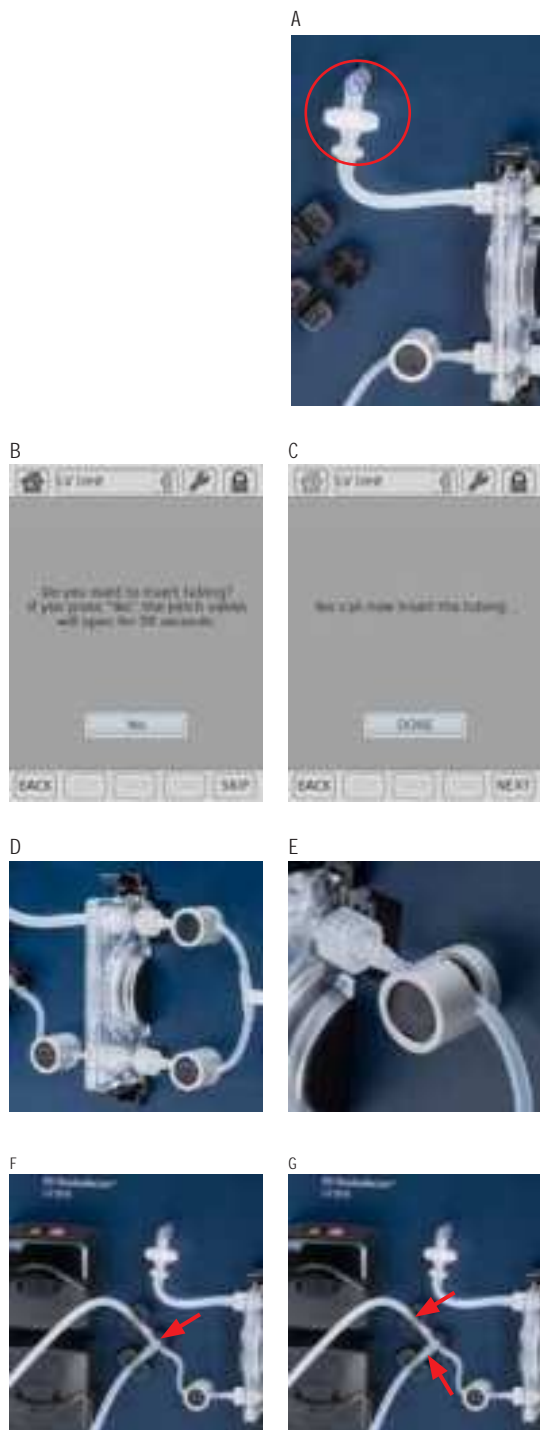 A
B
C
Do you want to insert tubing?
If you press "Yes" the pinch valves
will open for 30 seconds.
Yes
BACK
SKIP
You can now insert the tubing...
DONE
BACK
NEXT
D
E
F
G